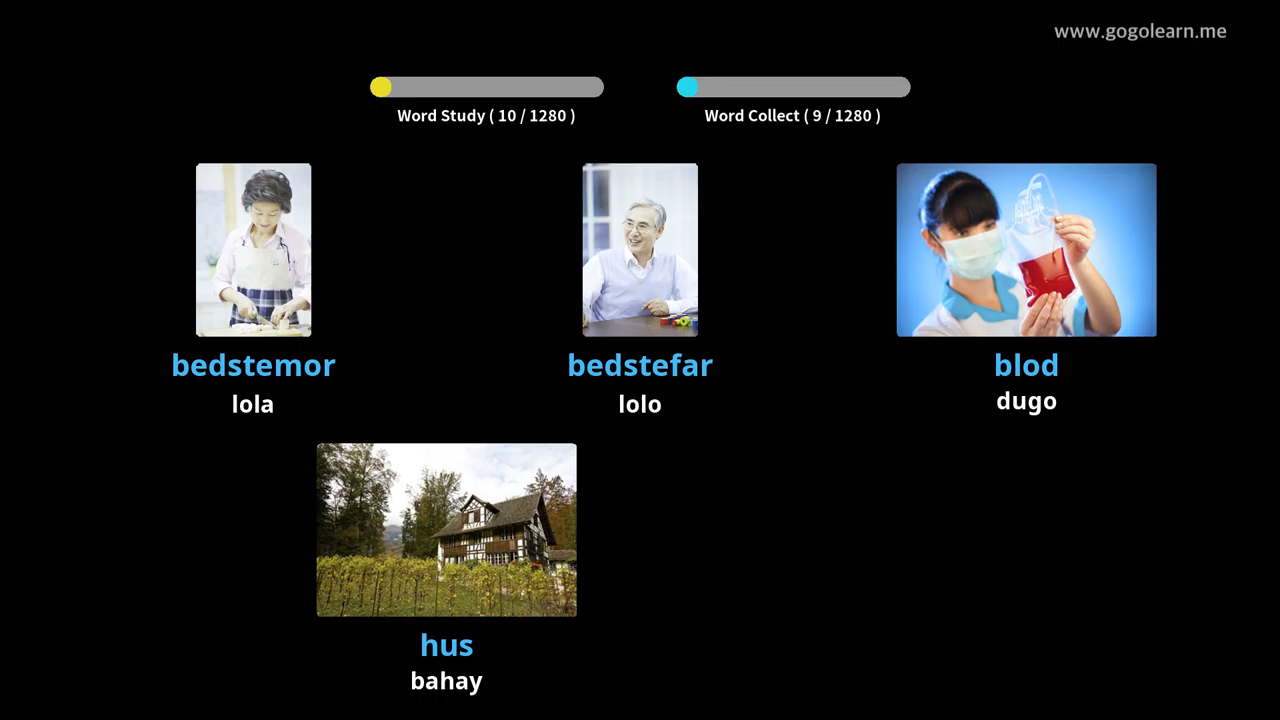 www.gogolearn.me
Word Study ( 10 / 1280 )
Word Collect ( 9 / 1280 )
bedstemor
lola
bedstefar
lolo
blod
dugo
hus
bahay